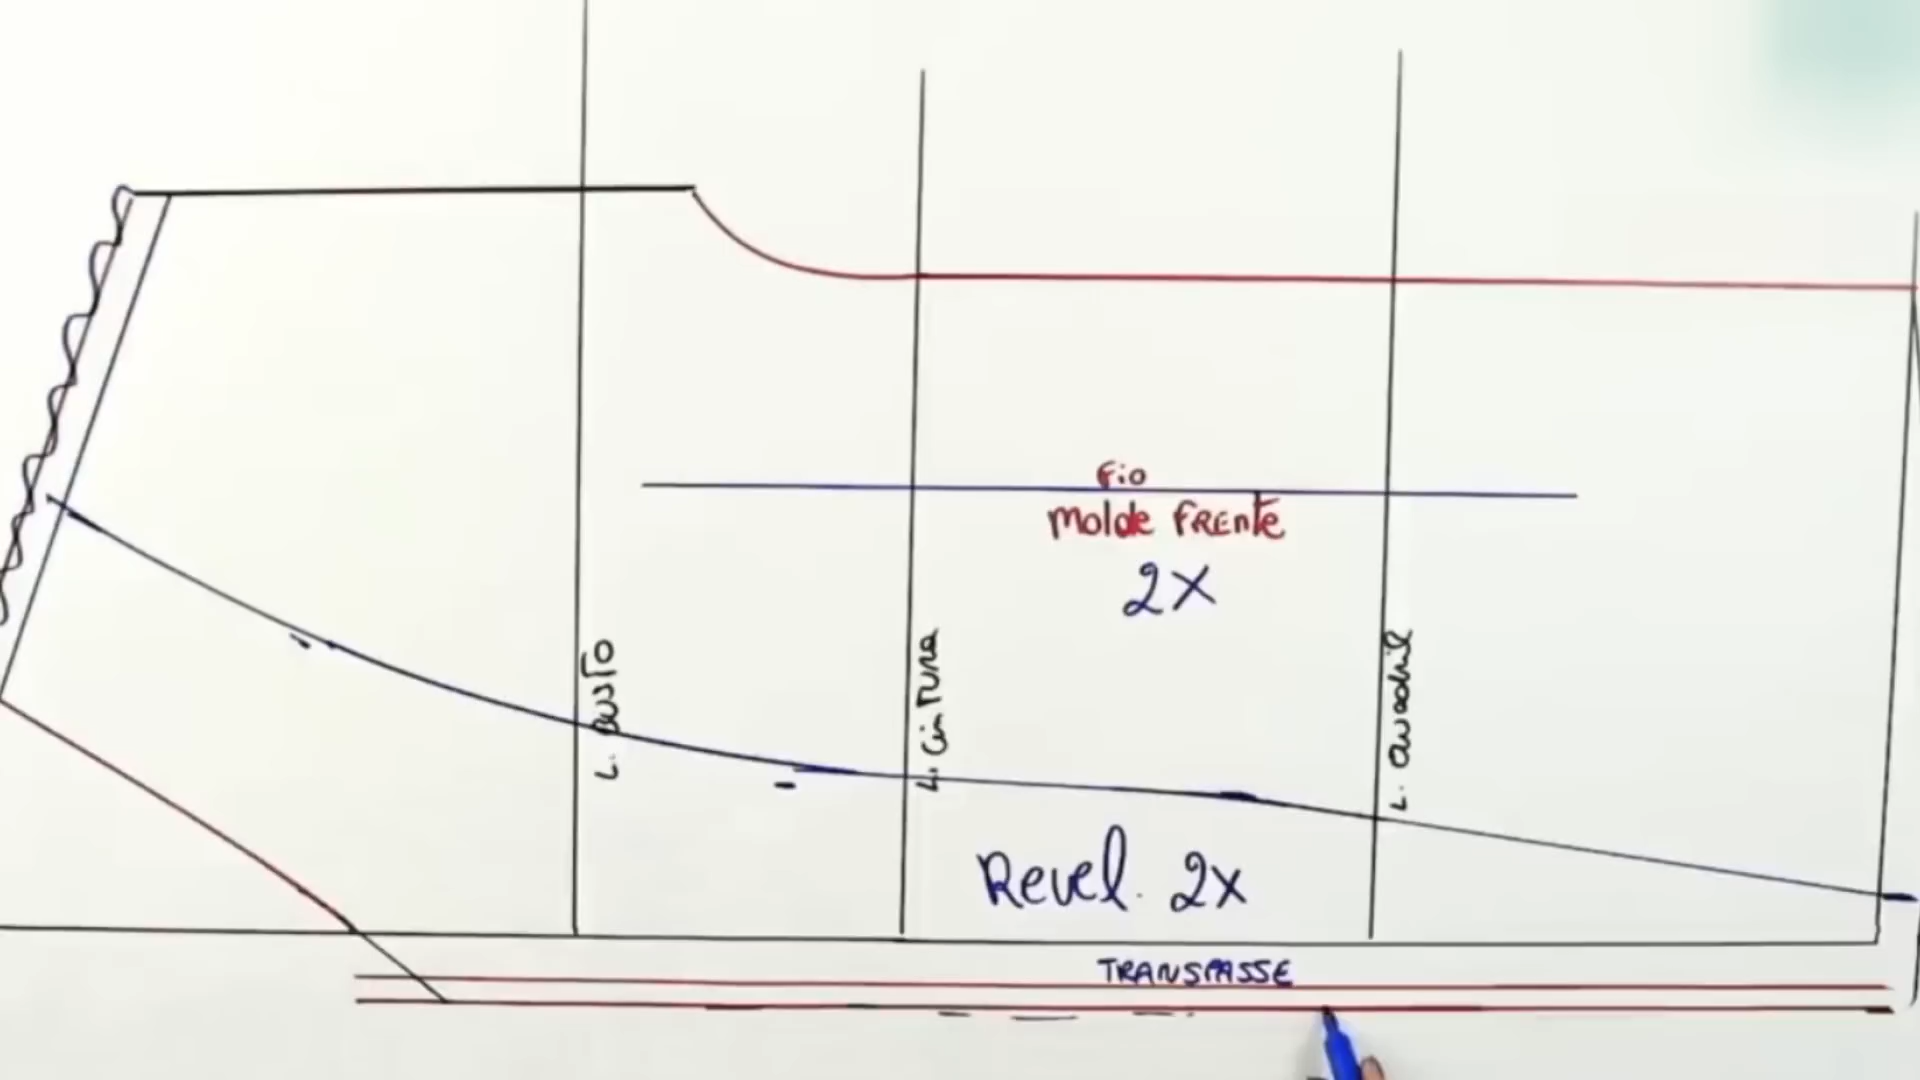 Fio
Molde FRENTE
2X
L. BUSTO
L. CinTURA
L. QUADRIL
Revel. 2X
TRANSPASSE